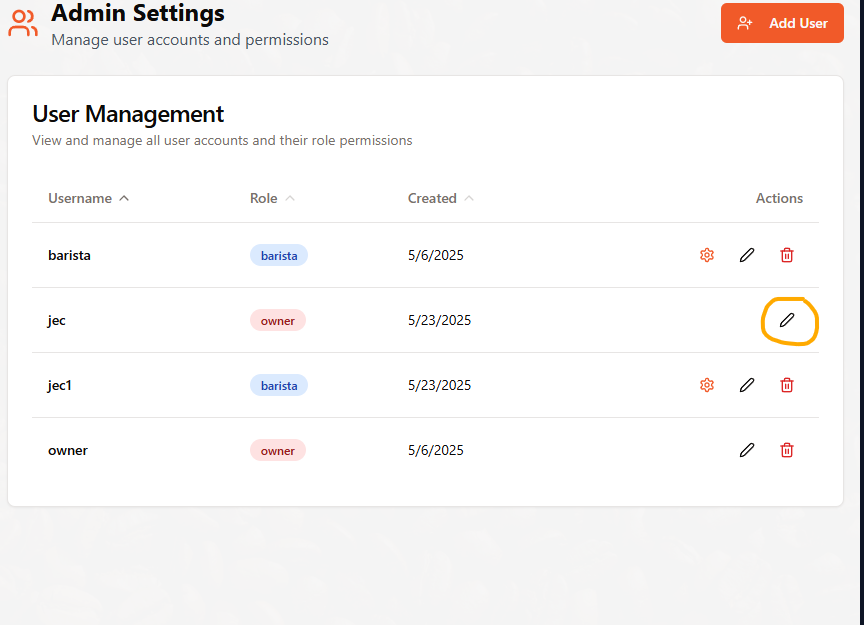 Admin Settings
Manage user accounts and permissions
Add User
User Management
View and manage all user accounts and their role permissions
Username Role Created Actions
barista barista 5/6/2025
jec owner 5/23/2025
jec1 barista 5/23/2025
owner owner 5/6/2025